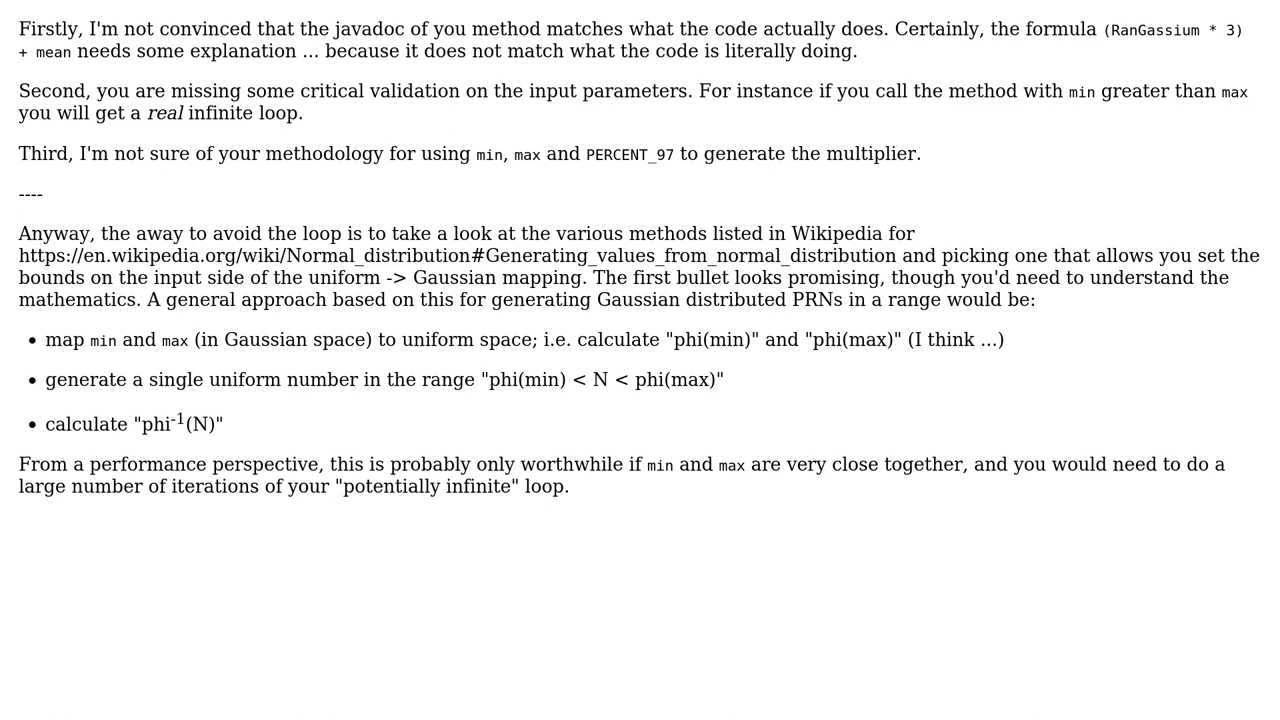 Firstly, I'm not convinced that the javadoc of you method matches what the code actually does. Certainly, the formula (RanGassium * 3)
+ mean needs some explanation ... because it does not match what the code is literally doing.
Second, you are missing some critical validation on the input parameters. For instance if you call the method with min greater than max
you will get a real infinite loop.
Third, I'm not sure of your methodology for using min, max and PERCENT_97 to generate the multiplier.
----
Anyway, the away to avoid the loop is to take a look at the various methods listed in Wikipedia for
https://en.wikipedia.org/wiki/Normal_distribution#Generating_values_from_normal_distribution and picking one that allows you set the
bounds on the input side of the uniform -> Gaussian mapping. The first bullet looks promising, though you'd need to understand the
mathematics. A general approach based on this for generating Gaussian distributed PRNs in a range would be:
• map min and max (in Gaussian space) to uniform space; i.e. calculate "phi(min)" and "phi(max)" (I think ...)
• generate a single uniform number in the range "phi(min) < N < phi(max)"
• calculate "phi-1(N)"
From a performance perspective, this is probably only worthwhile if min and max are very close together, and you would need to do a
large number of iterations of your "potentially infinite" loop.